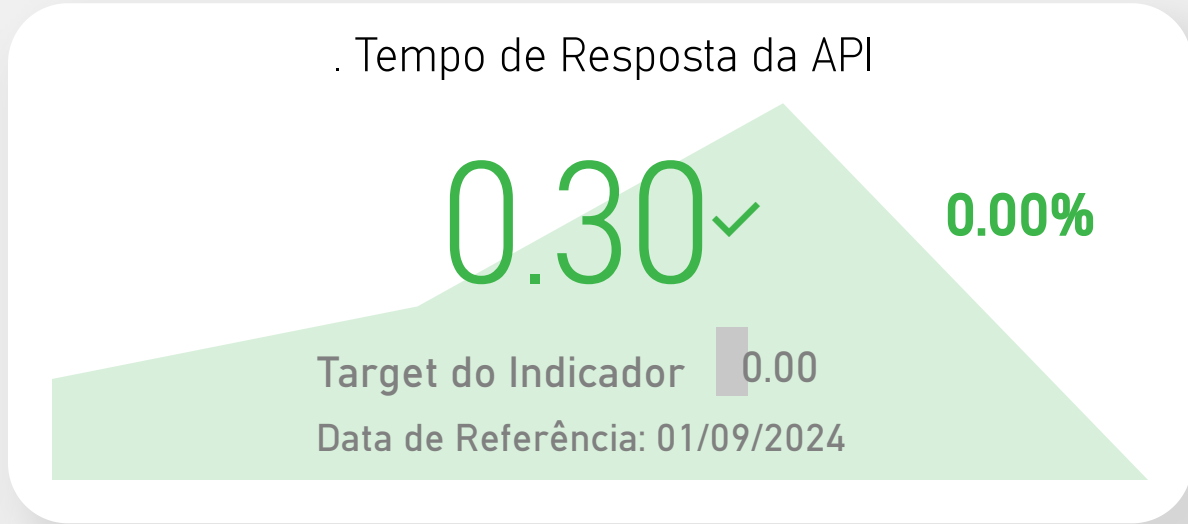 . Tempo de Resposta da API
0.30
0.00%
Target do Indicador 0.00
Data de Referência: 01/09/2024